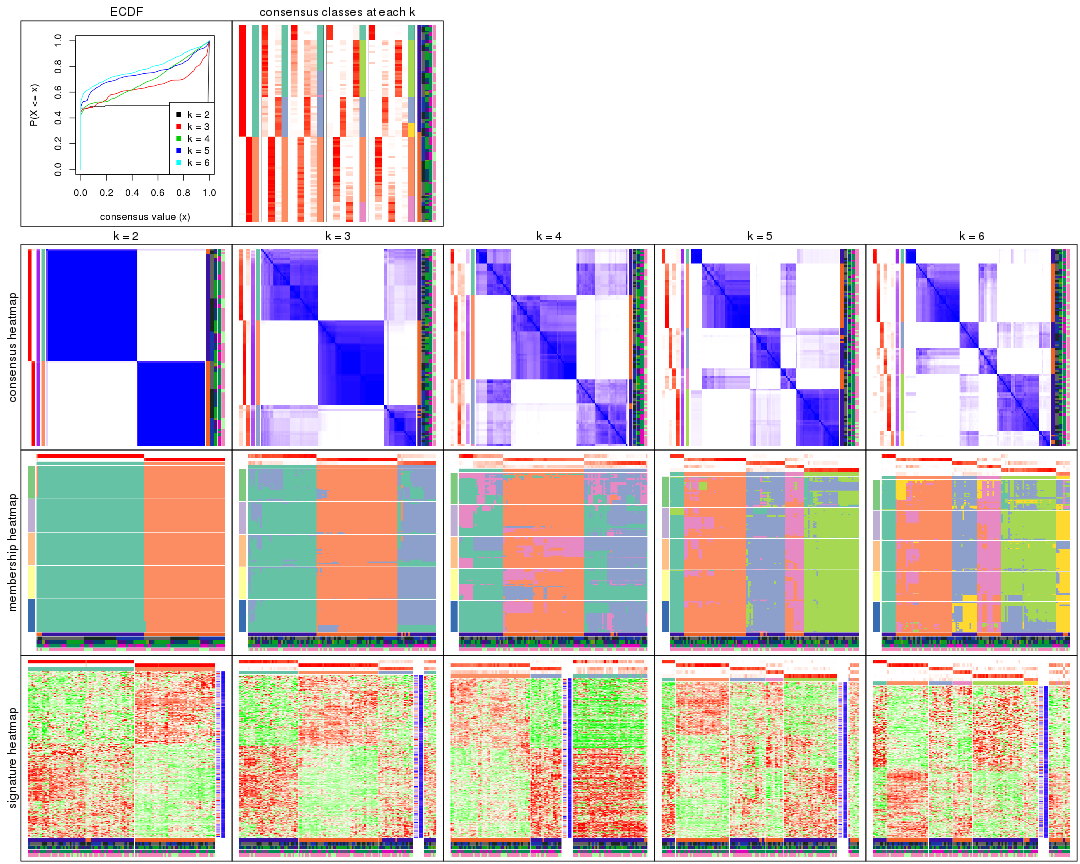 ECDF
consensus classes at each k
P(X <= x)
0.0 0.2 0.4 0.6 0.8 1.0
k = 2
k = 3
k = 4
k = 5
k = 6
0.0 0.2 0.4 0.6 0.8 1.0
consensus value (x)
k = 2 k = 3 k = 4 k = 5 k = 6
consensus heatmap
membership heatmap
signature heatmap